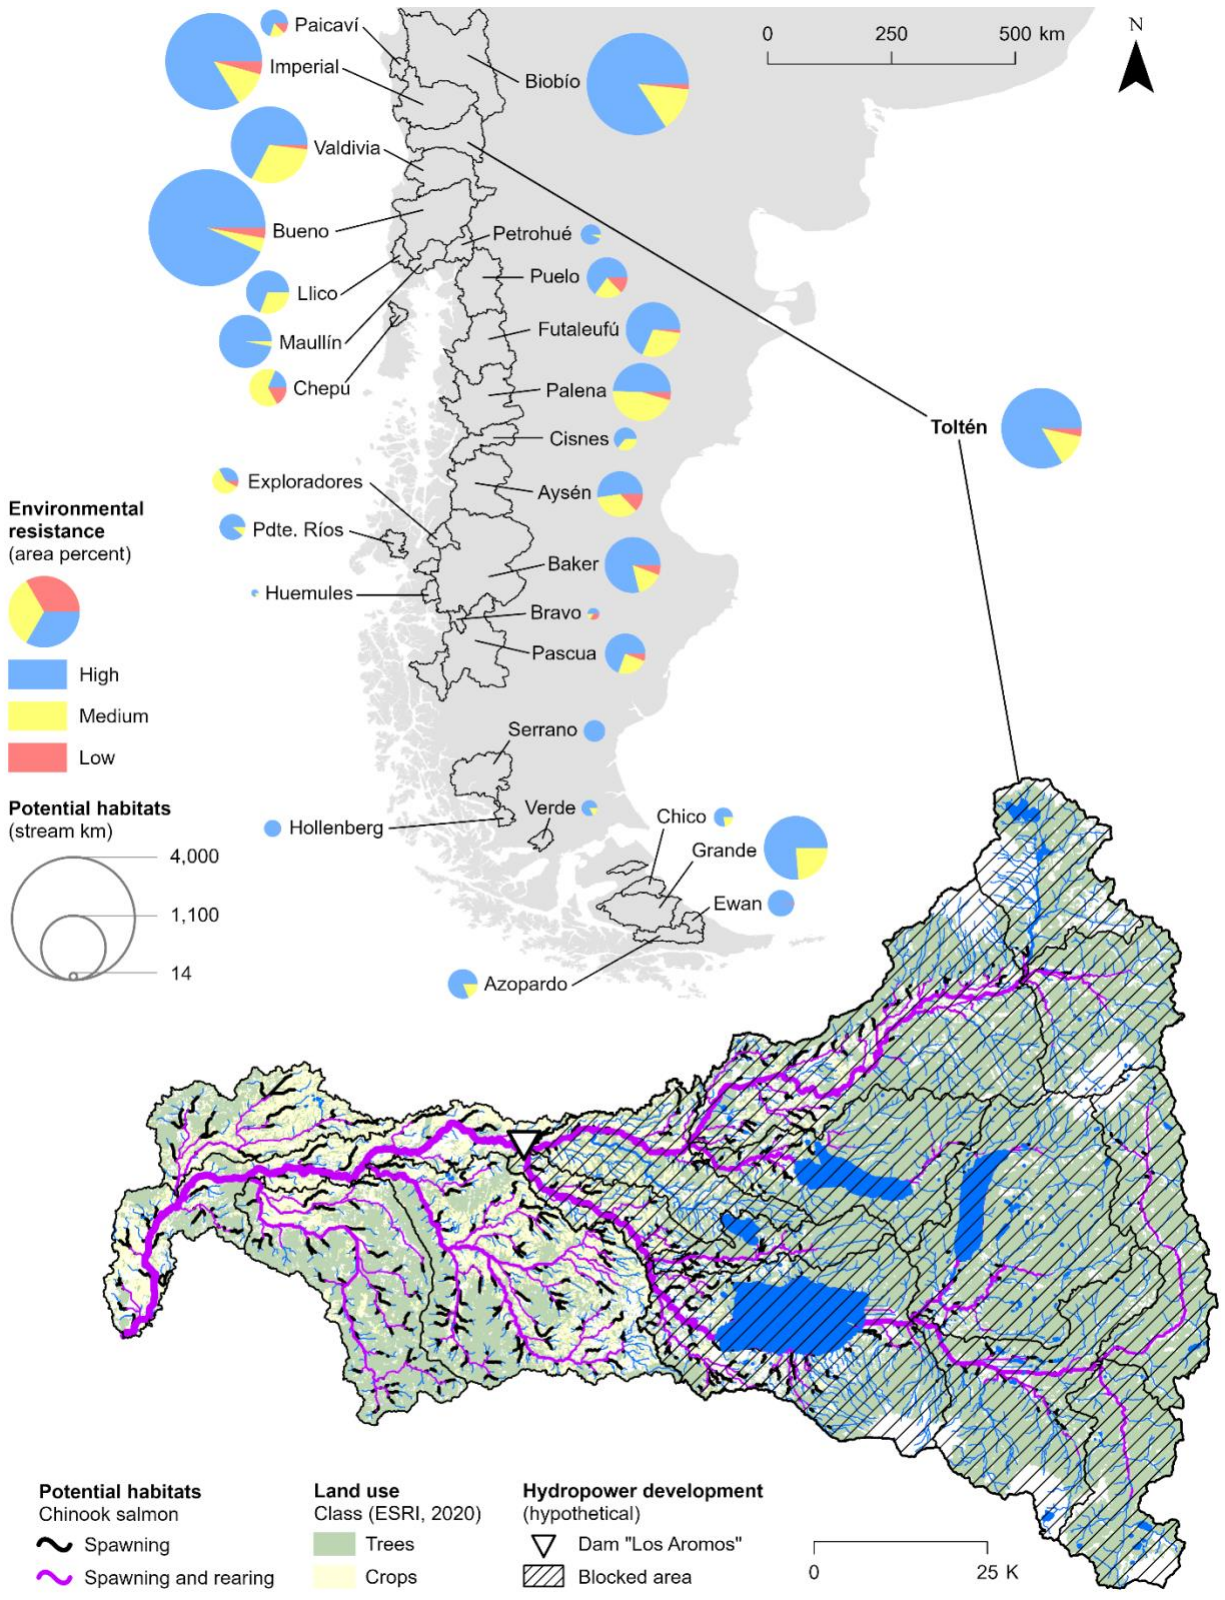 Paicaví
Imperial
Biobío
0 250 500 km
N
Valdivia
Bueno
Petrohué
Puelo
Llico
Futaleufú
Maullín
Chepú
Palena
Toltén
Cisnes
Exploradores
Aysén
Pdte. Ríos
Baker
Huemules
Bravo
Pascua
Serrano
Verde
Hollenberg
Chico
Grande
Ewan
Azopardo
Environmental
resistance
(area percent)
High
Medium
Low
Potential habitats
(stream km)
4,000
1,100
14
Potential habitats
Chinook salmon
Spawning
Spawning and rearing
Land use
Class (ESRI, 2020)
Trees
Crops
Hydropower development
(hypothetical)
Dam "Los Aromos"
Blocked area
0 25 K